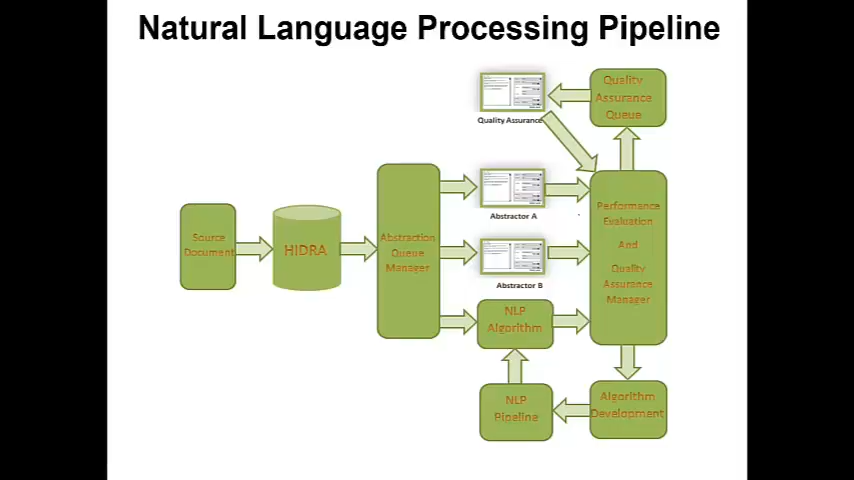 Natural Language Processing Pipeline
Quality
Assurance
Queue
Quality Assurance
Abstractor A
Abstractor B
Source
Document
HIDRA
Abstraction
Queue
Manager
Performance
Evaluation
And
Quality
Assurance
Manager
NLP
Algorithm
NLP
Pipeline
Algorithm
Development